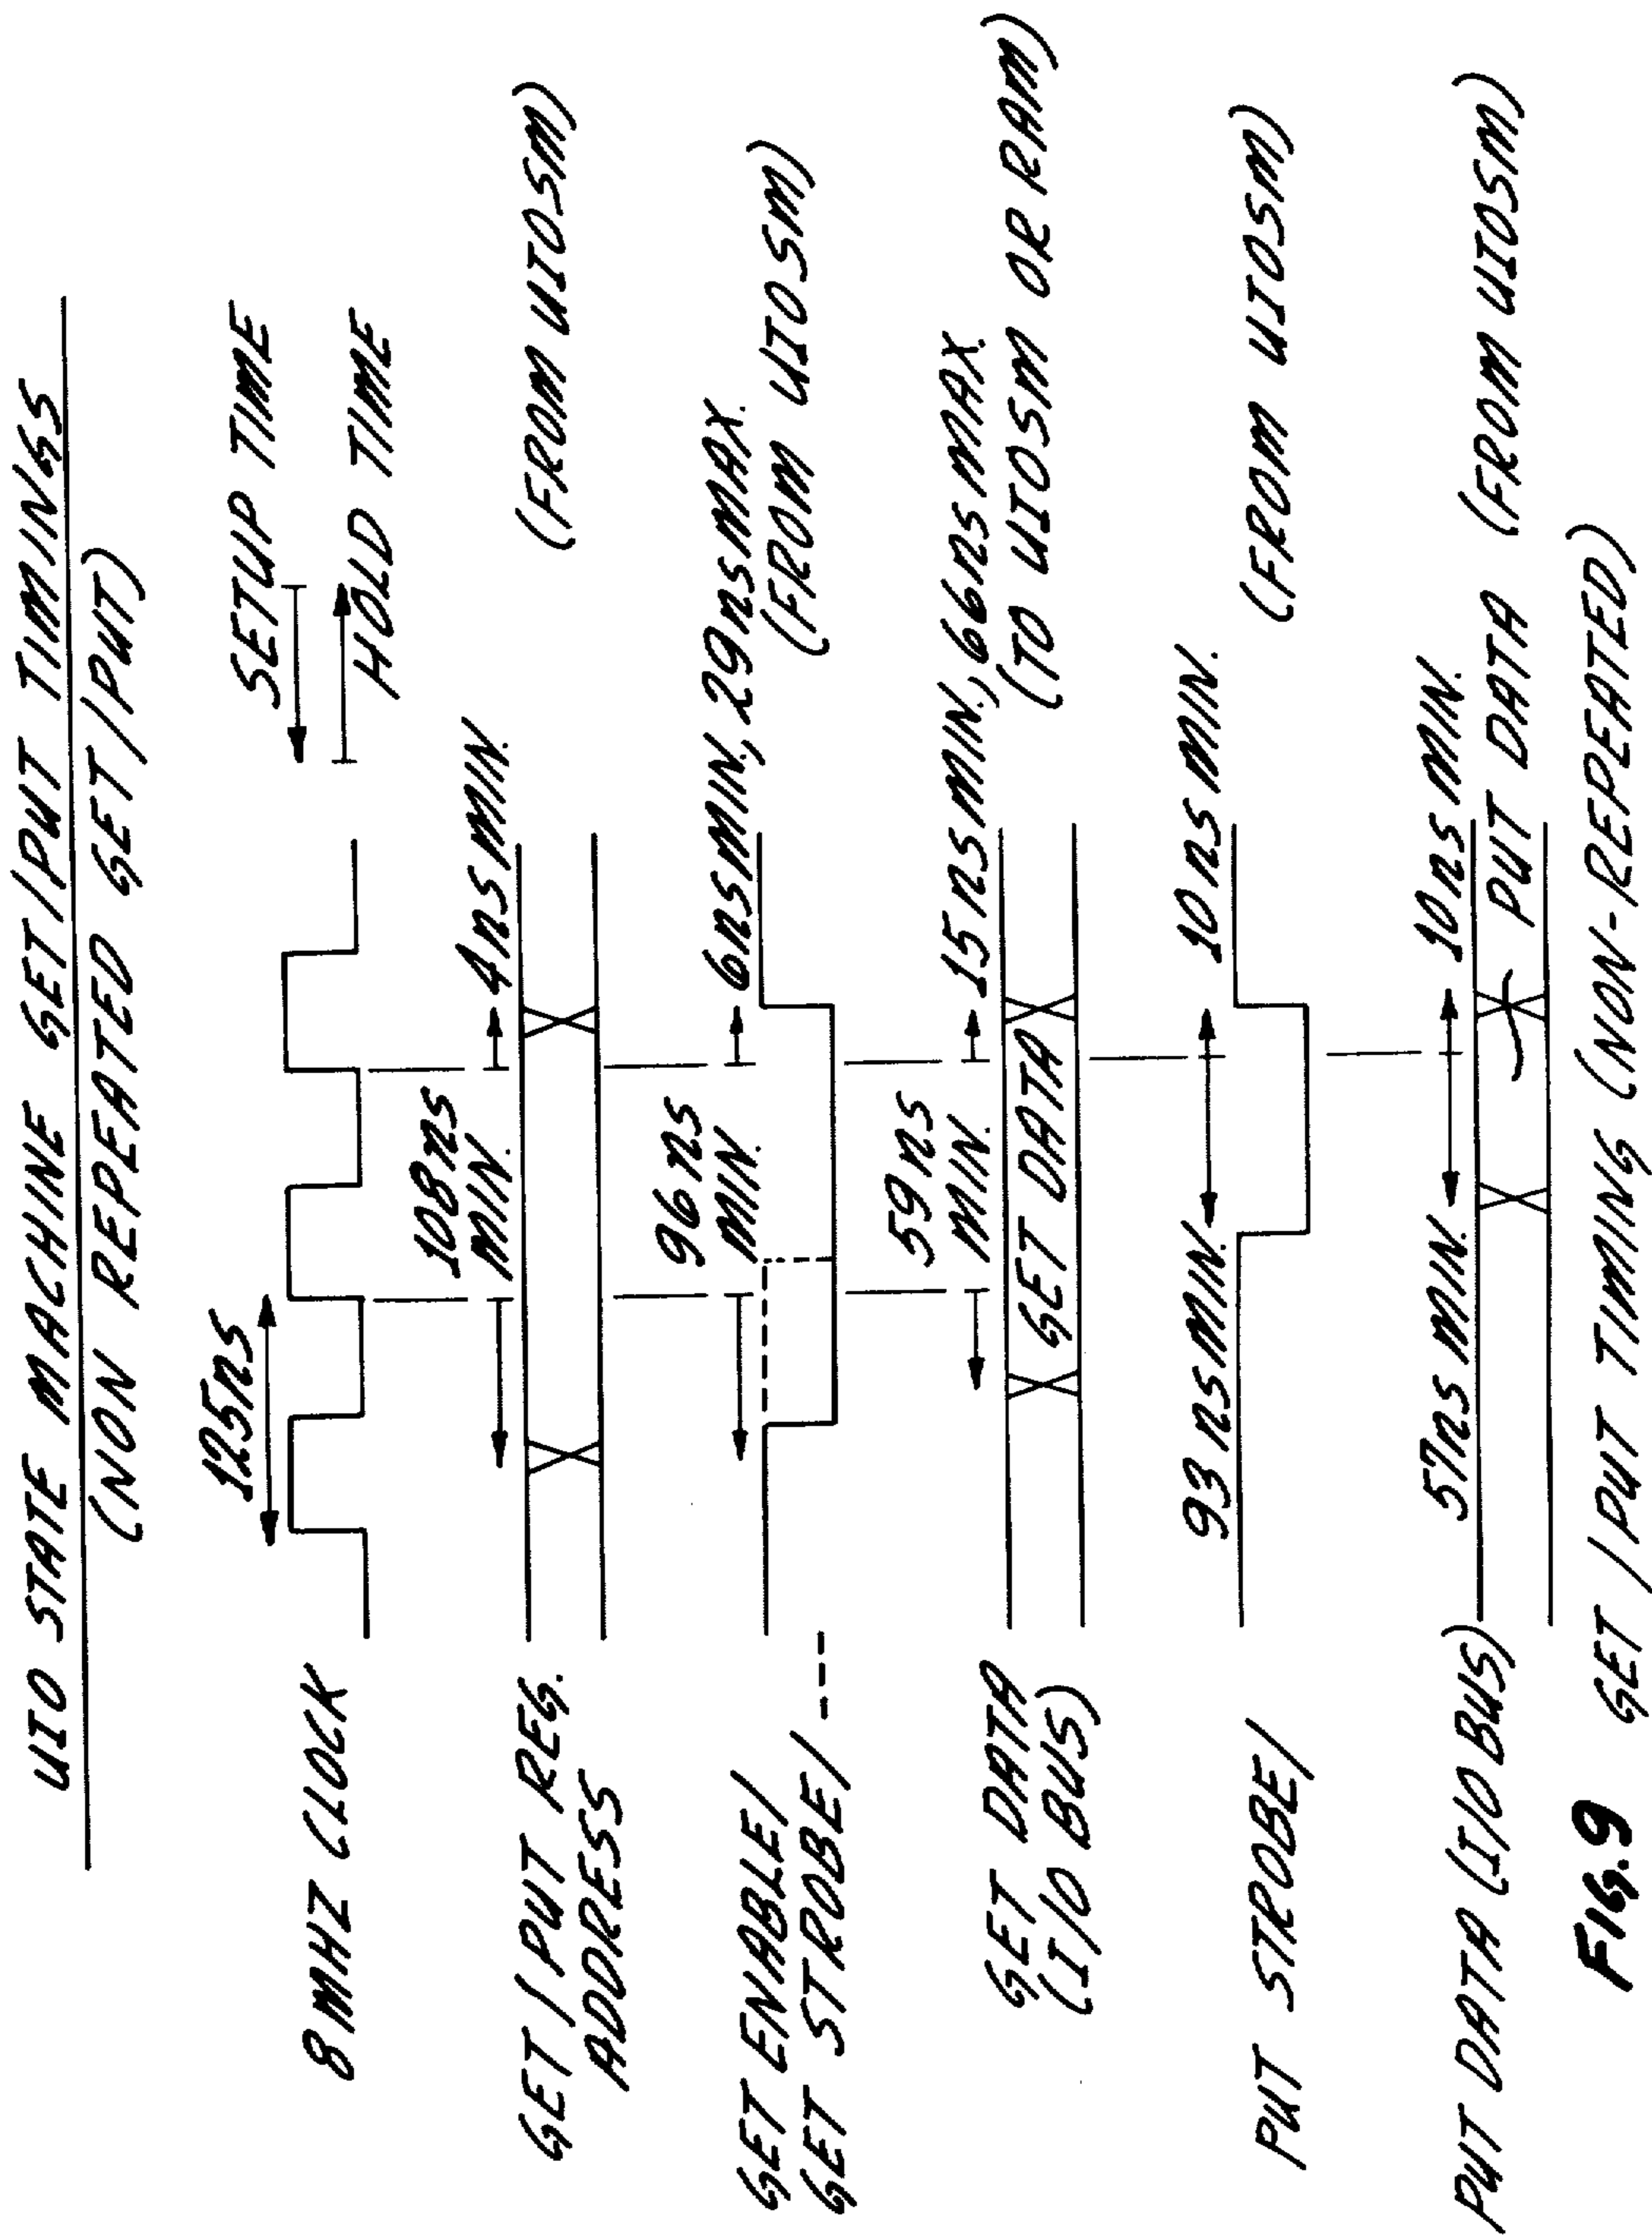 UIO STATE MACHINE GET/PUT TIMINGS
(NON REPEATED GET/PUT)
SETUP TIME
HOLD TIME
125ns
8 MHZ CLOCK
108ns
MIN.
4ns MIN.
GET/PUT REG.
ADDRESS
(FROM UIOSM)
96ns
MIN.
6ns MIN., 29ns MAX.
(FROM UIOSM)
GET ENABLE/
GET STROBE/ ---
59ns
MIN.
15ns MIN., 66ns MAX.
(TO UIOSM OR RAM)
GET DATA
(I/O BUS)
GET DATA
93 ns MIN.
10 ns MIN.
PUT STROBE/
(FROM UIOSM)
57ns MIN.
10ns MIN.
PUT DATA (I/O BUS)
PUT DATA
(FROM UIOSM)
FIG.9
GET/PUT TIMING (NON-REPEATED)